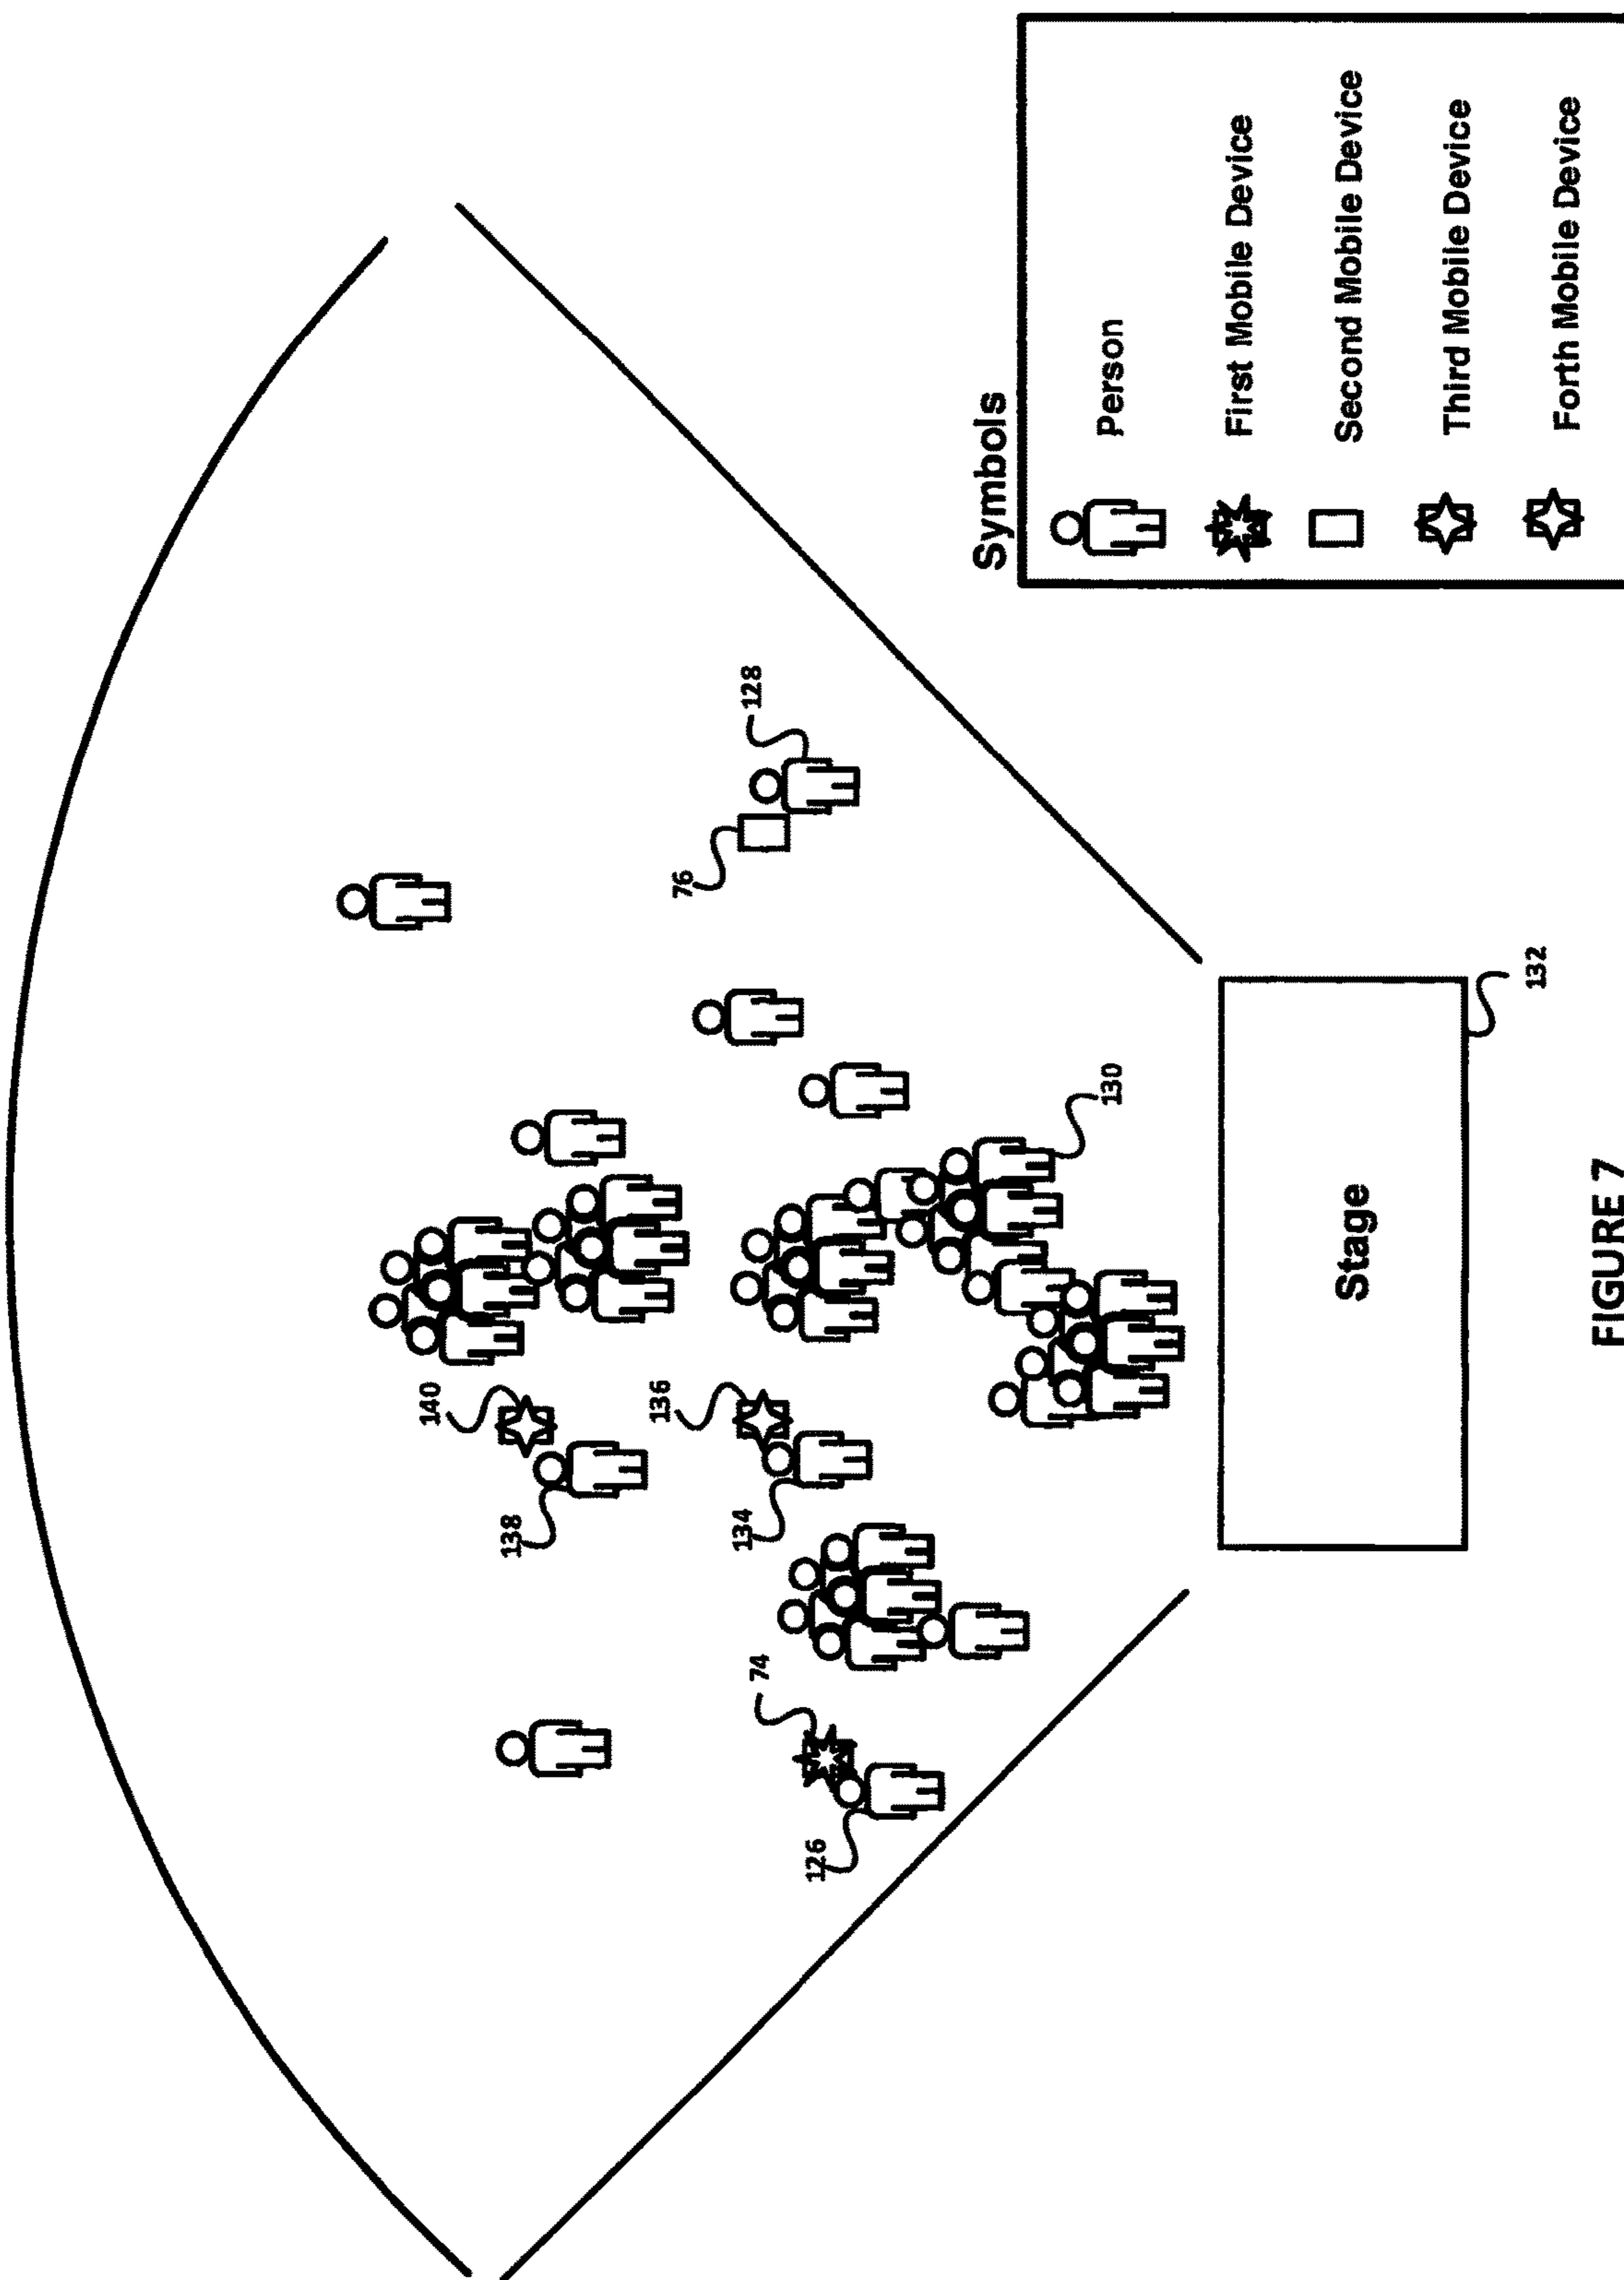 140
138
136
134
74
126
76
128
130
Stage
132
Symbols
Person
First Mobile Device
Second Mobile Device
Third Mobile Device
Forth Mobile Device
FIGURE 7